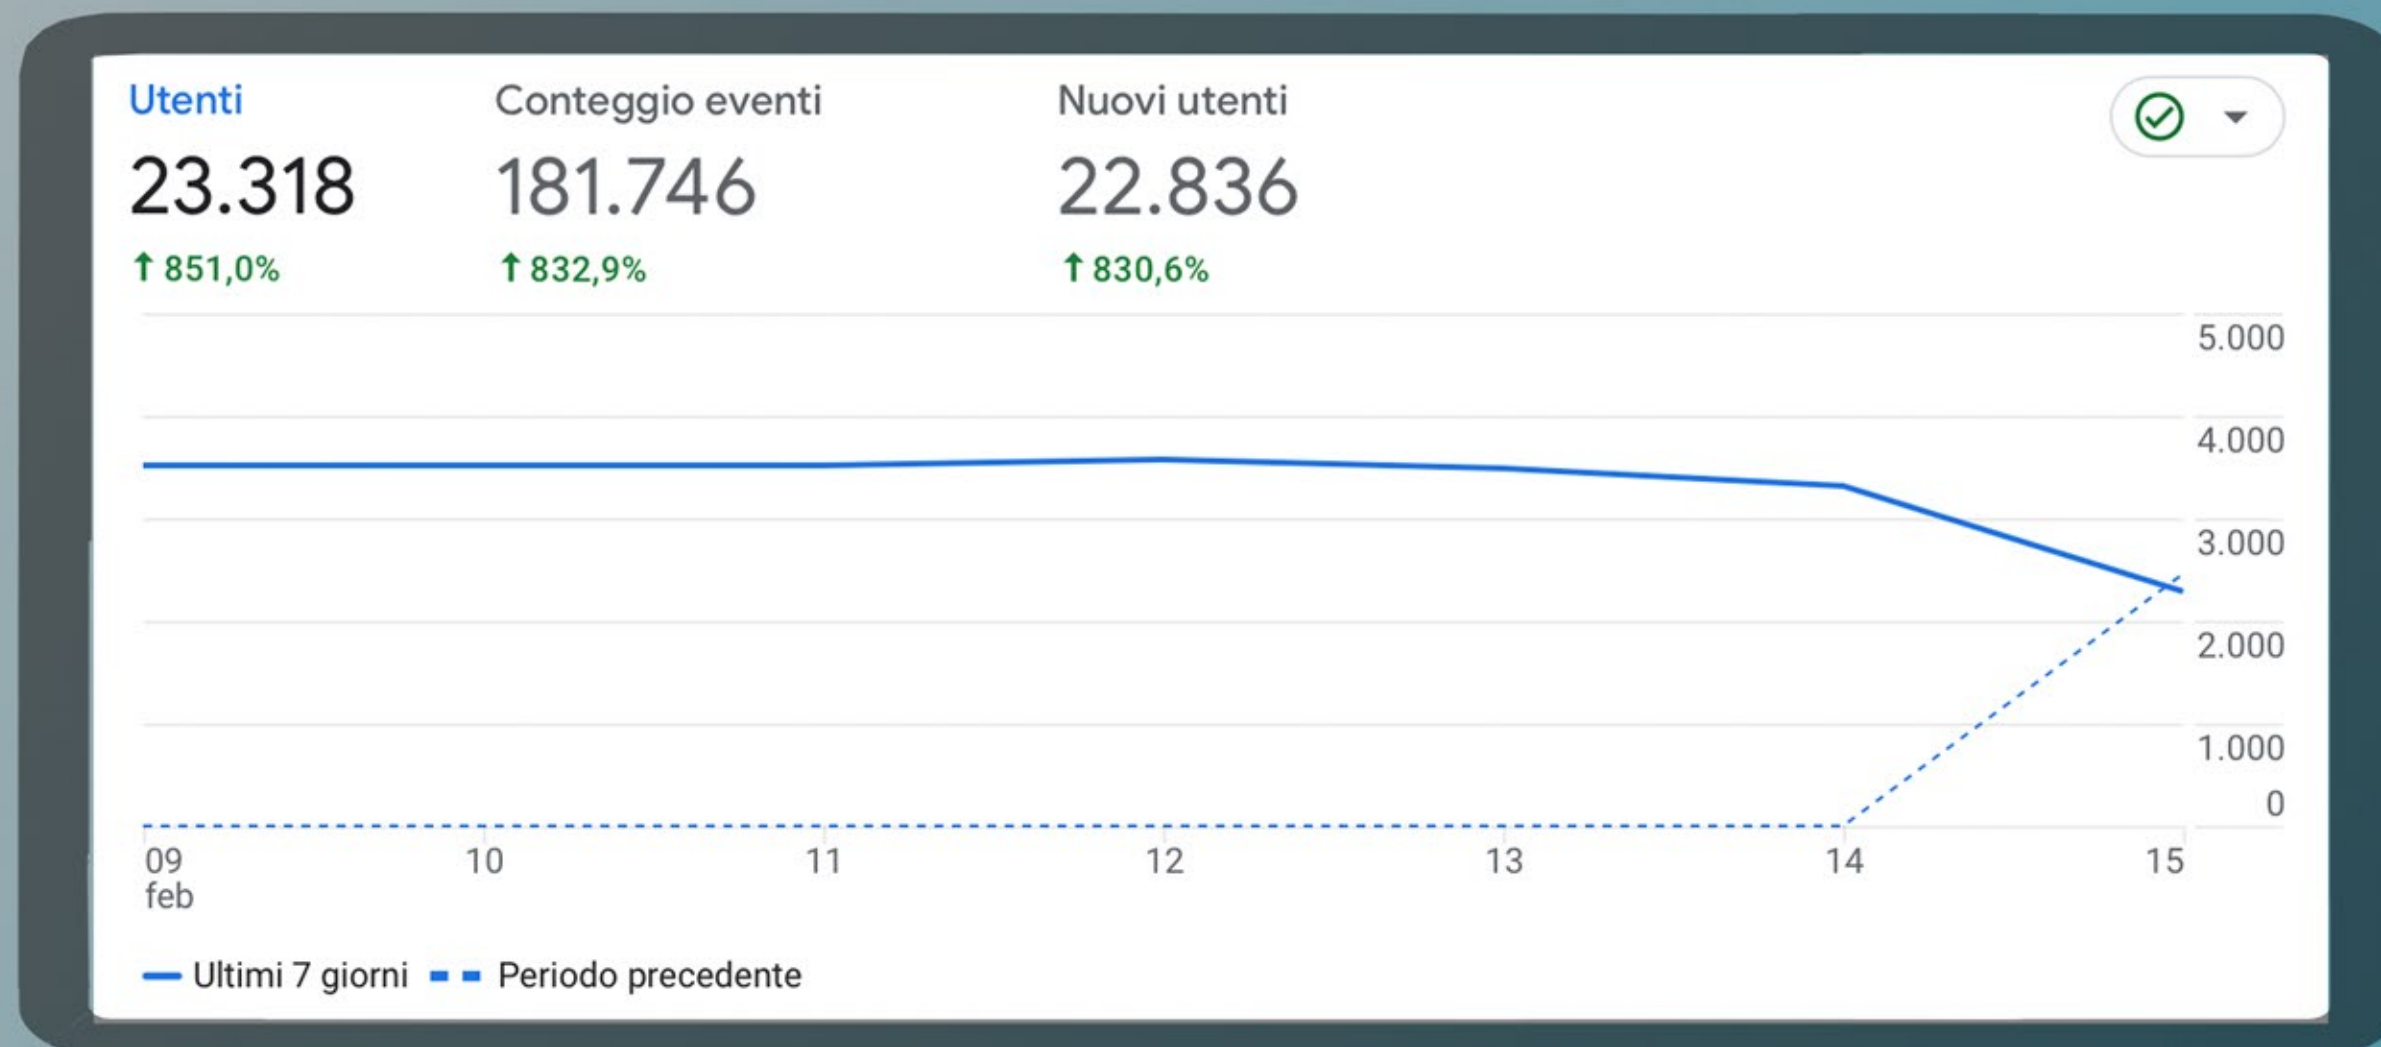 Utenti
23.318
↑ 851,0%
Conteggio eventi
181.746
↑ 832,9%
Nuovi utenti
22.836
↑ 830,6%
5.000
4.000
3.000
2.000
1.000
0
09 10 11 12 13 14 15
feb
Ultimi 7 giorni Periodo precedente